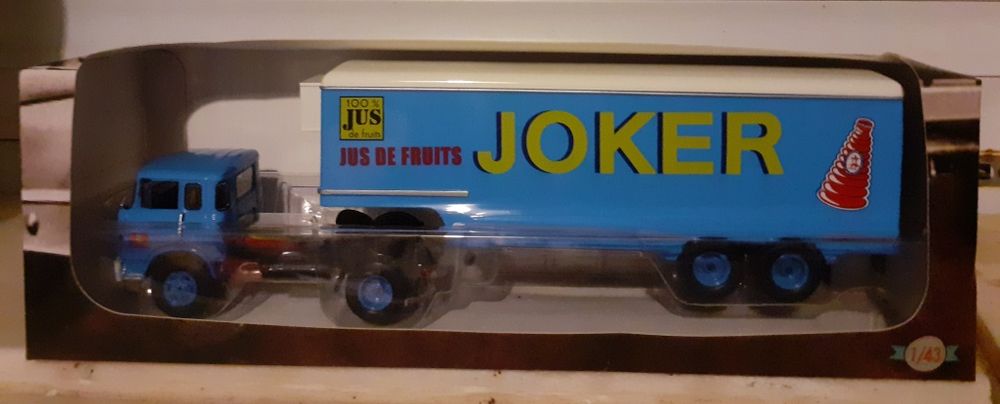 100 %
JUS
de fruits
JUS DE FRUITS
JOKER
1/43